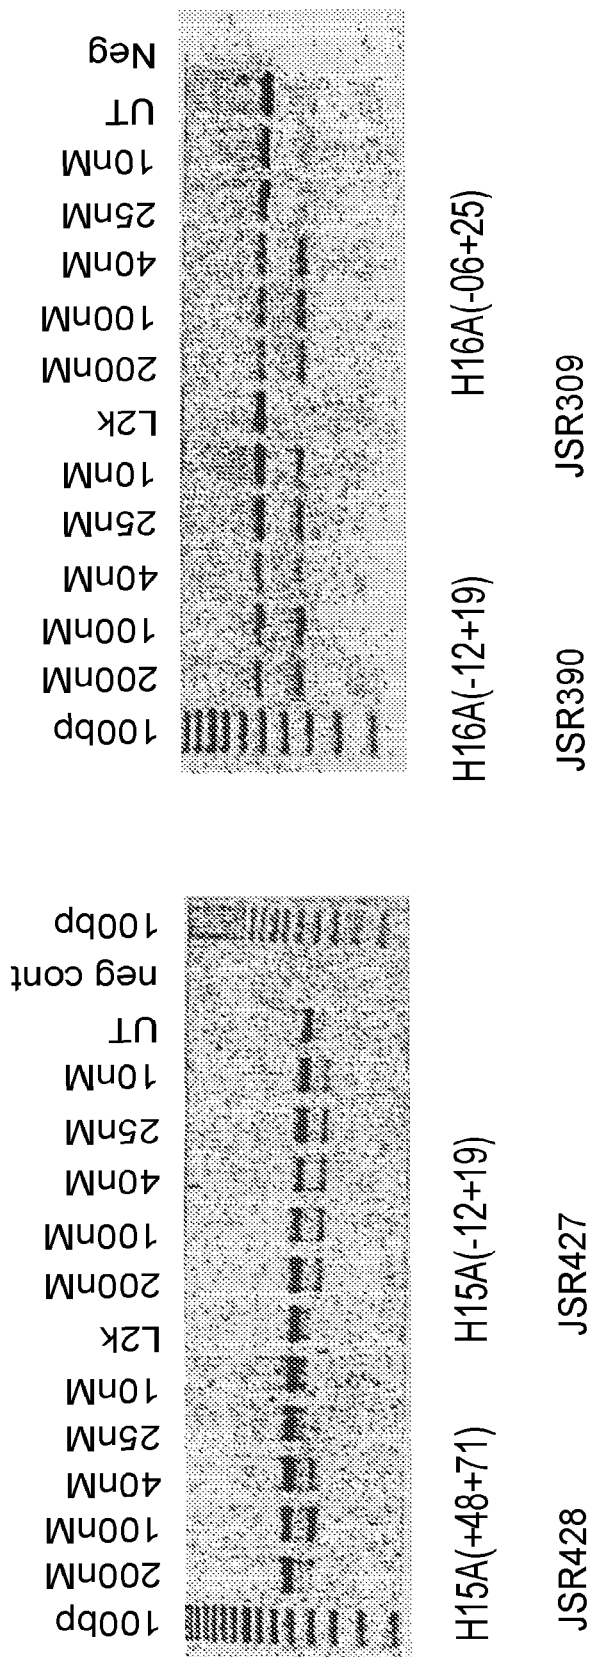 100bp
200nM
100nM
40nM
25nM
10nM
L2k
200nM
100nM
40nM
25nM
10nM
UT
neg cont
100bp
H15A(+48+71)
H15A(-12+19)
JSR428
JSR427
100bp
200nM
100nM
40nM
25nM
10nM
L2k
200nM
100nM
40nM
25nM
10nM
UT
Neg
H16A(-12+19)
H16A(-06+25)
JSR390
JSR309